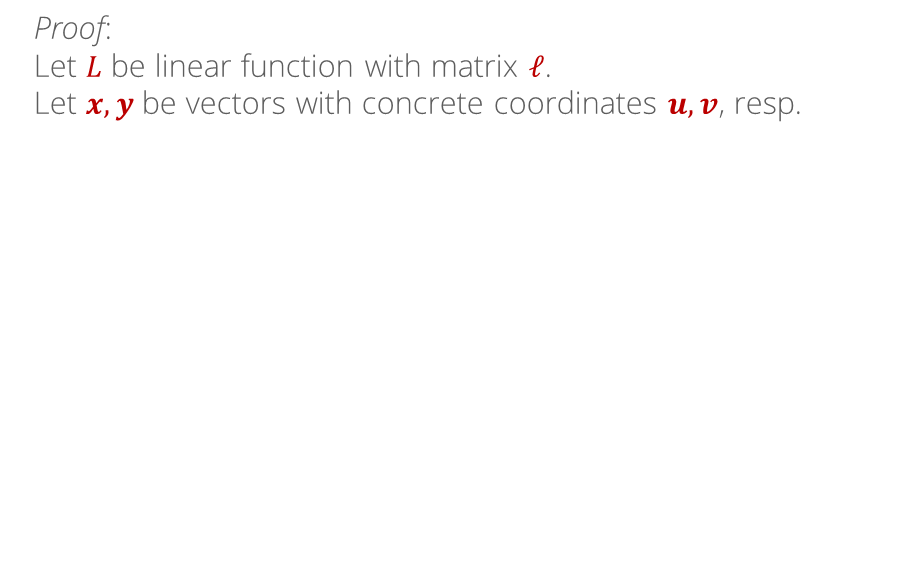 Proof:
Let L be linear function with matrix ℓ.
Let x, y be vectors with concrete coordinates u, v, resp.